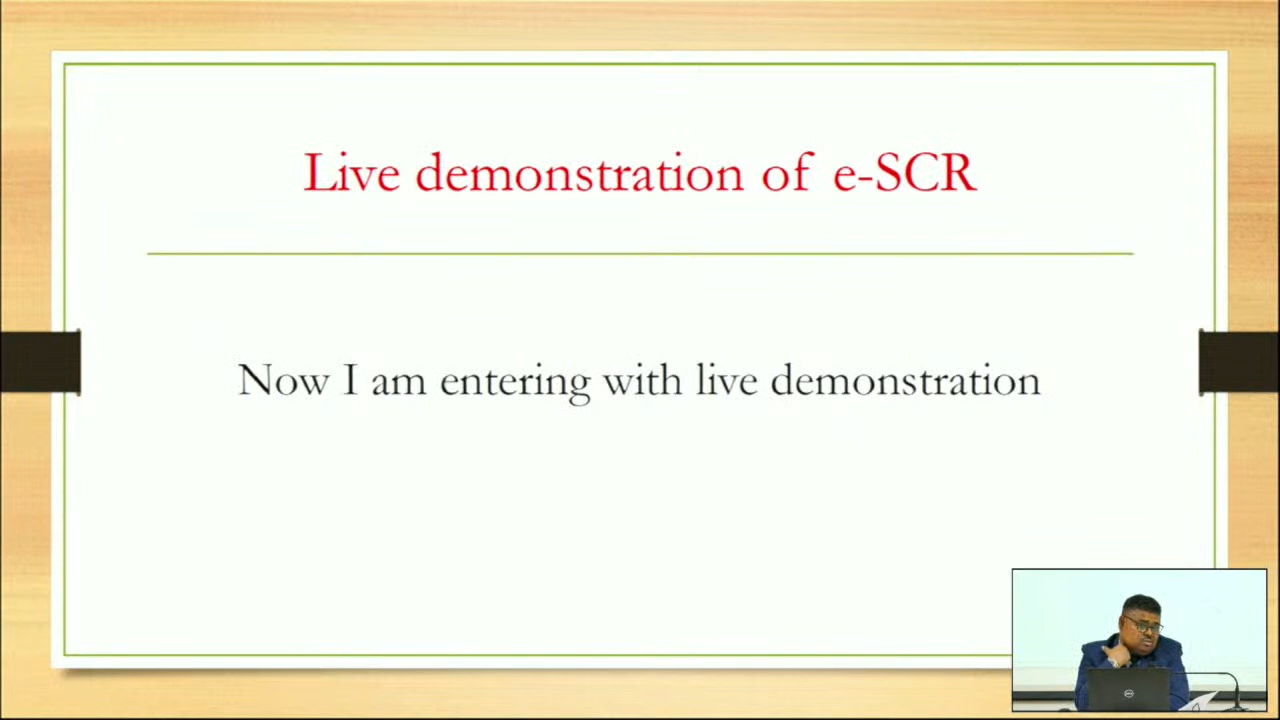 Live demonstration of e-SCR
Now I am entering with live demonstration